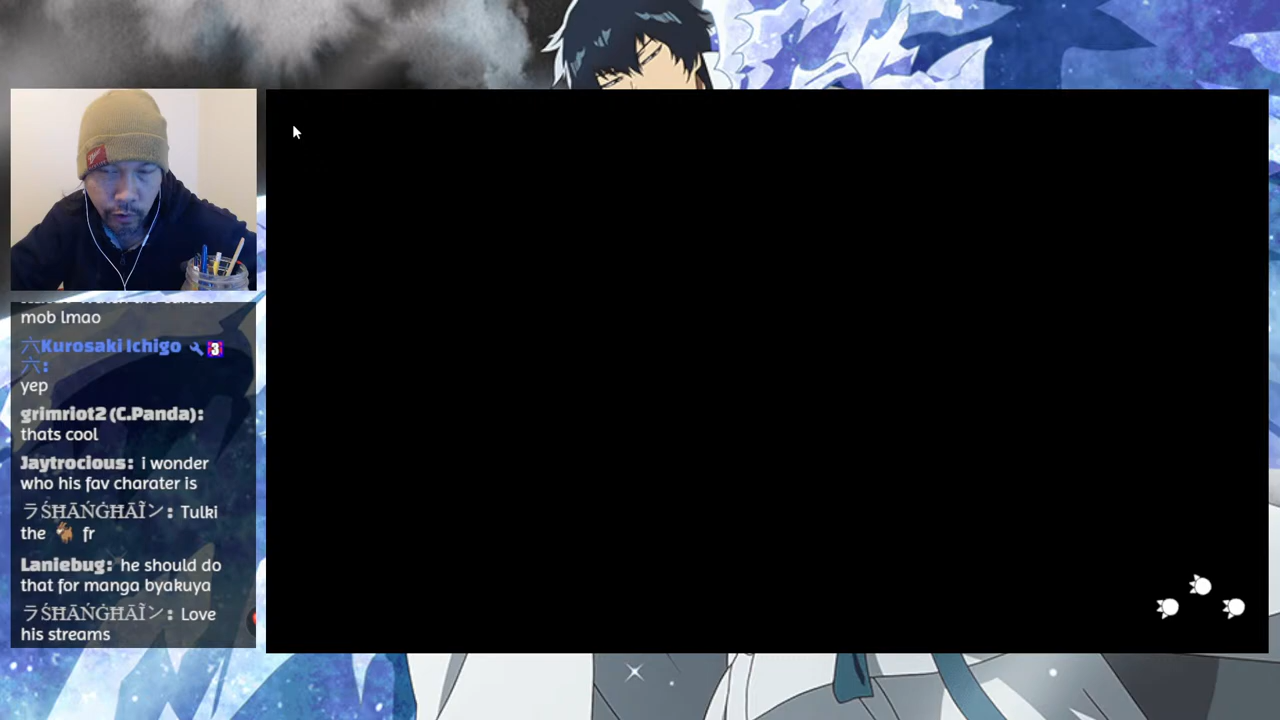 mob lmao
六Kurosaki Ichigo 3
六:
yep
grimriot2 (C.Panda):
thats cool
Jaytrocious: i wonder
who his fav charater is
ラŚĦĀŃĠĦĀĨン: Tulki
the 🐐 fr
Laniebug: he should do
that for manga byakuya
ラŚĦĀŃĠĦĀĨン: Love
his streams